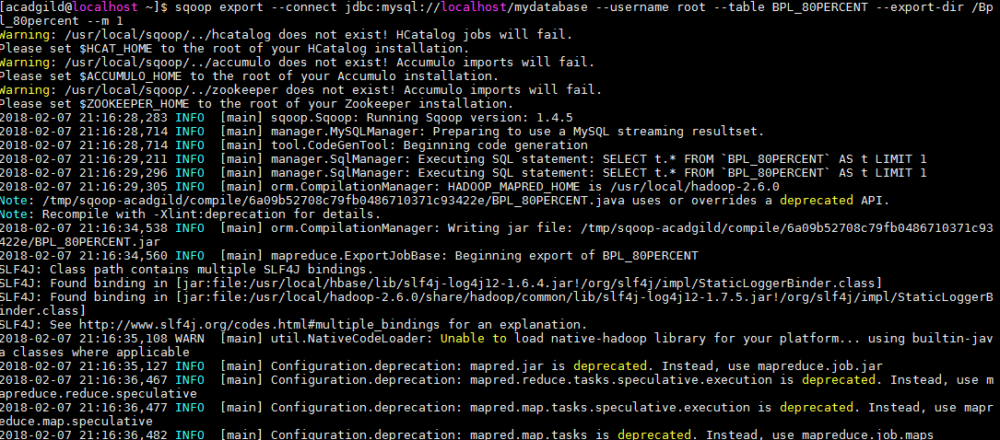 [acadgild@localhost ~]$ sqoop export --connect jdbc:mysql://localhost/mydatabase --username root --table BPL_80PERCENT --export-dir /Bp
l_80percent --m 1
Warning: /usr/local/sqoop/../hcatalog does not exist! HCatalog jobs will fail.
Please set $HCAT_HOME to the root of your HCatalog installation.
Warning: /usr/local/sqoop/../accumulo does not exist! Accumulo imports will fail.
Please set $ACCUMULO_HOME to the root of your Accumulo installation.
Warning: /usr/local/sqoop/../zookeeper does not exist! Accumulo imports will fail.
Please set $ZOOKEEPER_HOME to the root of your Zookeeper installation.
2018-02-07 21:16:28,283 INFO  [main] sqoop.Sqoop: Running Sqoop version: 1.4.5
2018-02-07 21:16:28,714 INFO  [main] manager.MySQLManager: Preparing to use a MySQL streaming resultset.
2018-02-07 21:16:28,714 INFO  [main] tool.CodeGenTool: Beginning code generation
2018-02-07 21:16:29,211 INFO  [main] manager.SqlManager: Executing SQL statement: SELECT t.* FROM `BPL_80PERCENT` AS t LIMIT 1
2018-02-07 21:16:29,296 INFO  [main] manager.SqlManager: Executing SQL statement: SELECT t.* FROM `BPL_80PERCENT` AS t LIMIT 1
2018-02-07 21:16:29,305 INFO  [main] orm.CompilationManager: HADOOP_MAPRED_HOME is /usr/local/hadoop-2.6.0
Note: /tmp/sqoop-acadgild/compile/6a09b52708c79fb0486710371c93422e/BPL_80PERCENT.java uses or overrides a deprecated API.
Note: Recompile with -Xlint:deprecation for details.
2018-02-07 21:16:34,538 INFO  [main] orm.CompilationManager: Writing jar file: /tmp/sqoop-acadgild/compile/6a09b52708c79fb0486710371c93
422e/BPL_80PERCENT.jar
2018-02-07 21:16:34,560 INFO  [main] mapreduce.ExportJobBase: Beginning export of BPL_80PERCENT
SLF4J: Class path contains multiple SLF4J bindings.
SLF4J: Found binding in [jar:file:/usr/local/hbase/lib/slf4j-log4j12-1.6.4.jar!/org/slf4j/impl/StaticLoggerBinder.class]
SLF4J: Found binding in [jar:file:/usr/local/hadoop-2.6.0/share/hadoop/common/lib/slf4j-log4j12-1.7.5.jar!/org/slf4j/impl/StaticLoggerB
inder.class]
SLF4J: See http://www.slf4j.org/codes.html#multiple_bindings for an explanation.
2018-02-07 21:16:35,108 WARN  [main] util.NativeCodeLoader: Unable to load native-hadoop library for your platform... using builtin-jav
a classes where applicable
2018-02-07 21:16:35,127 INFO  [main] Configuration.deprecation: mapred.jar is deprecated. Instead, use mapreduce.job.jar
2018-02-07 21:16:36,467 INFO  [main] Configuration.deprecation: mapred.reduce.tasks.speculative.execution is deprecated. Instead, use m
apreduce.reduce.speculative
2018-02-07 21:16:36,477 INFO  [main] Configuration.deprecation: mapred.map.tasks.speculative.execution is deprecated. Instead, use mapr
educe.map.speculative
2018-02-07 21:16:36,482 INFO  [main] Configuration.deprecation: mapred.map.tasks is deprecated. Instead, use mapreduce.job.maps